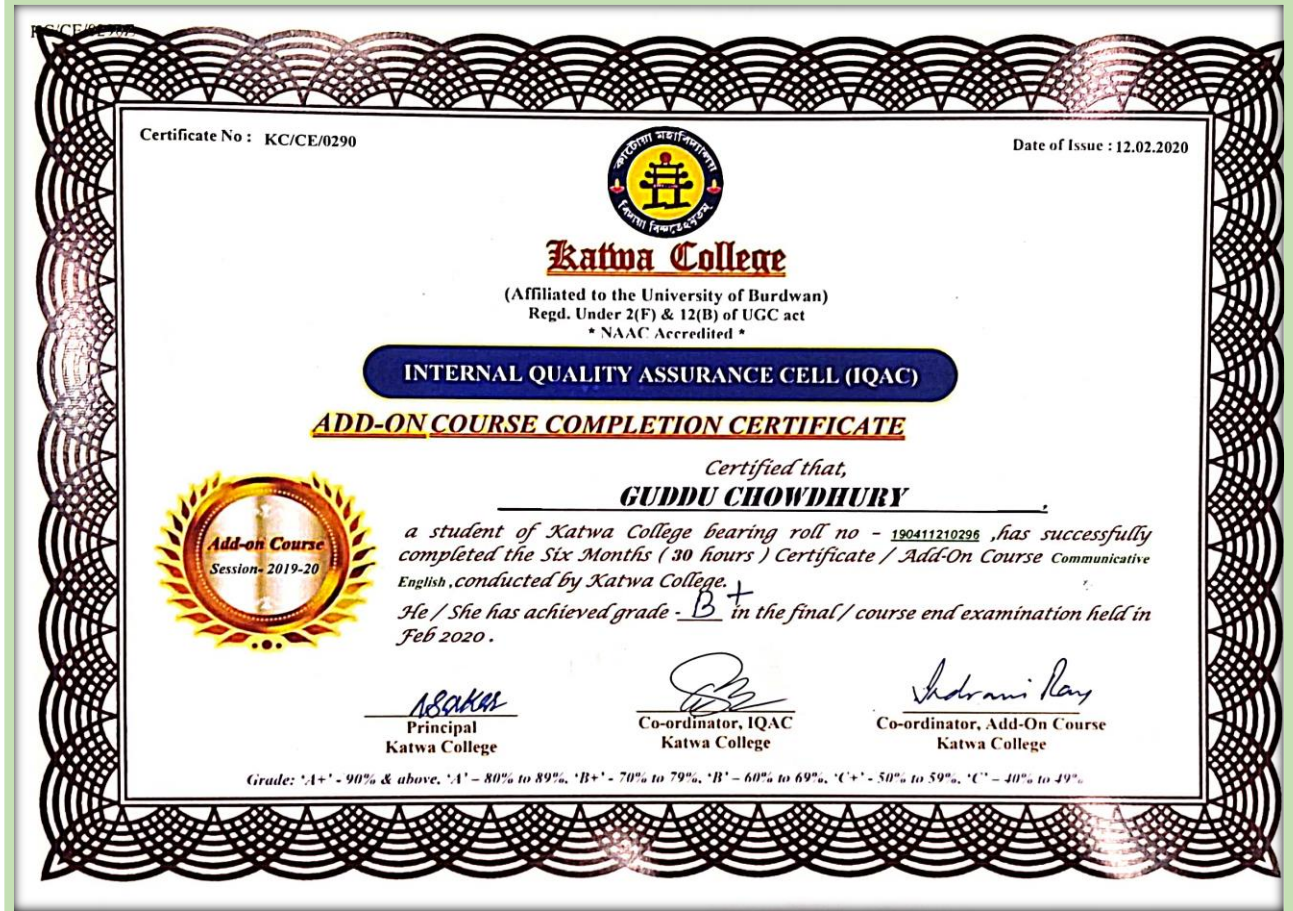 Certificate No : KC/CE/0290
Date of Issue : 12.02.2020
কাটোয়া মহাবিদ্যালয়
Katwa College
(Affiliated to the University of Burdwan)
Regd. Under 2(F) & 12(B) of UGC act
* NAAC Accredited *
INTERNAL QUALITY ASSURANCE CELL (IQAC)
ADD-ON COURSE COMPLETION CERTIFICATE
Certified that,
GUDDU CHOWDHURY ,
Add-on Course
Session- 2019-20
a student of Katwa College bearing roll no - 190411210296 ,has successfully
completed the Six Months ( 30 hours ) Certificate / Add-On Course Communicative
English ,conducted by Katwa College.
He / She has achieved grade - B+ in the final / course end examination held in
Feb 2020 .
Indrani Ray
Principal
Katwa College
Co-ordinator, IQAC
Katwa College
Co-ordinator, Add-On Course
Katwa College
Grade: 'A+' - 90% & above, 'A' – 80% to 89%, 'B+' - 70% to 79%, 'B' – 60% to 69%, 'C+' - 50% to 59%, 'C' – 40% to 49%